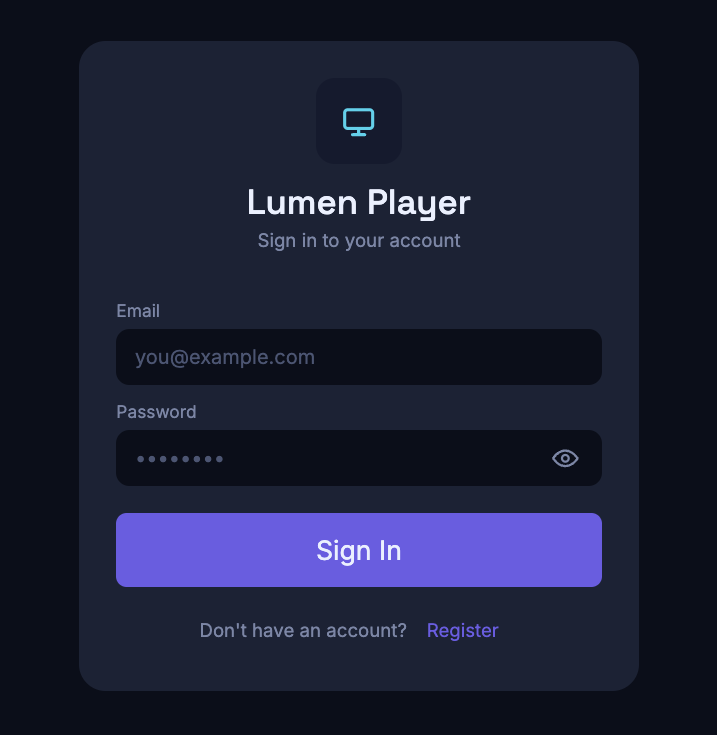 Lumen Player
Sign in to your account
Email
you@example.com
Password
••••••••
Sign In
Don't have an account? Register